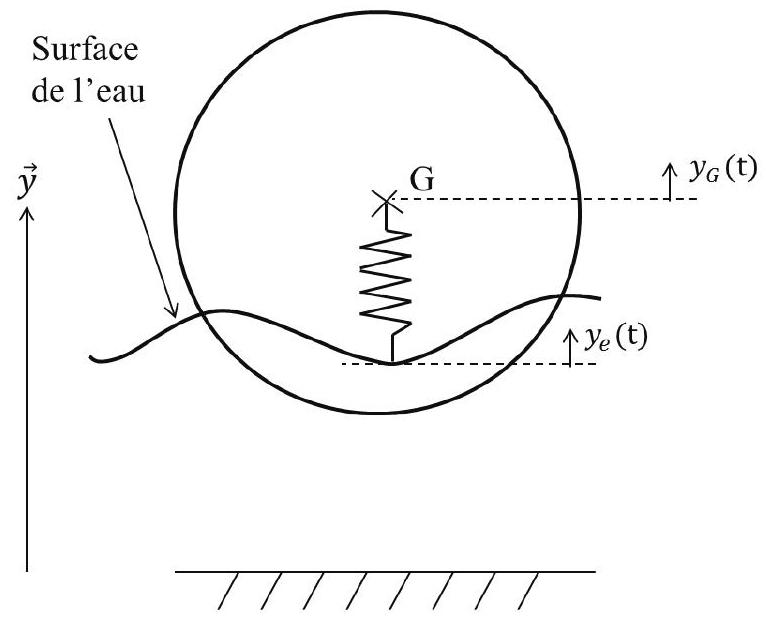 Surface
de l'eau
y⃗
G
y_G(t)
y_e(t)